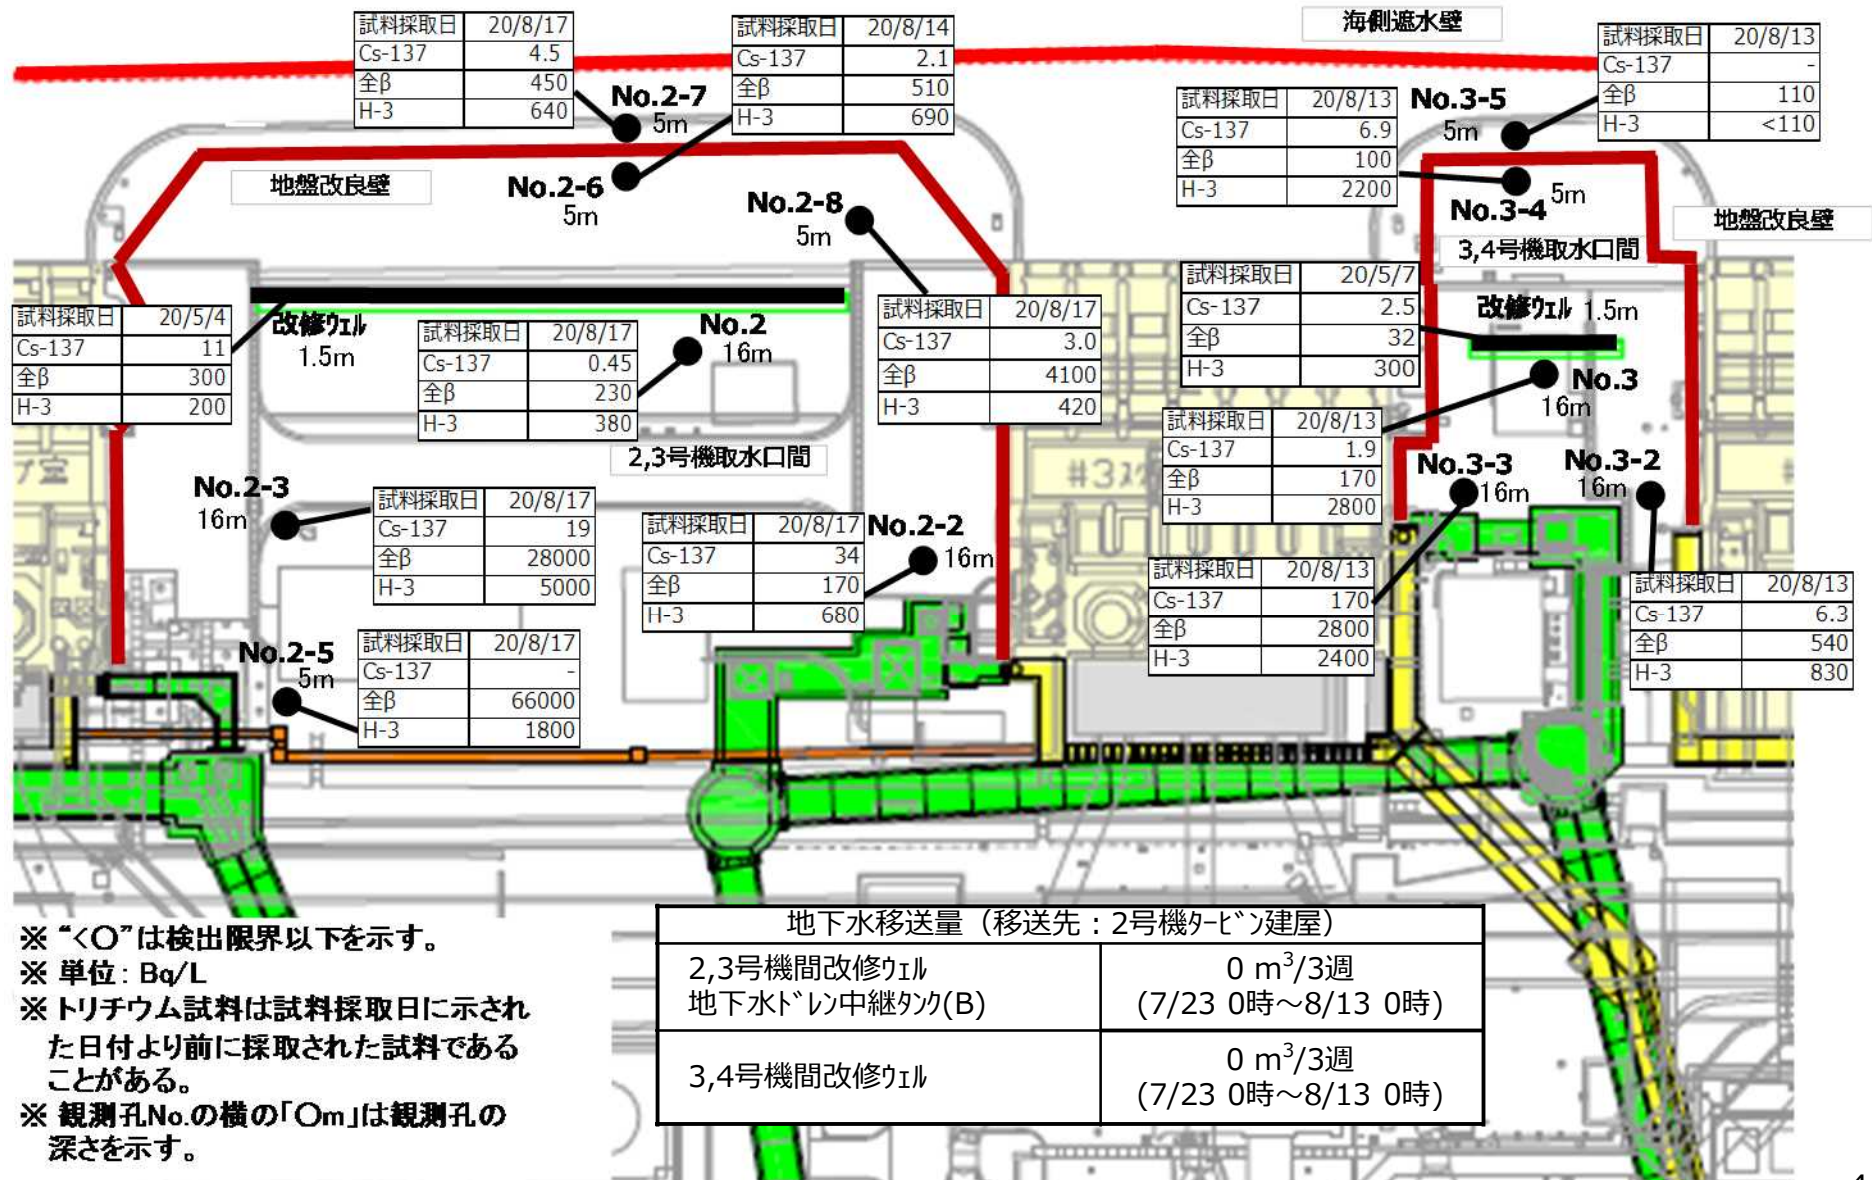 海側遮水壁
試料採取日 20/8/17
Cs-137 4.5
全β 450
H-3 640
No.2-7
5m
試料採取日 20/8/14
Cs-137 2.1
全β 510
H-3 690
No.2-6
5m
地盤改良壁
No.2-8
5m
試料採取日 20/8/17
Cs-137 3.0
全β 4100
H-3 420
試料採取日 20/8/13
Cs-137 -
全β 110
H-3 <110
No.3-5
5m
試料採取日 20/8/13
Cs-137 6.9
全β 100
H-3 2200
No.3-4
5m
地盤改良壁
3,4号機取水口間
試料採取日 20/5/4
Cs-137 11
全β 300
H-3 200
改修ｳｪﾙ
1.5m
試料採取日 20/8/17
Cs-137 0.45
全β 230
H-3 380
No.2
16m
2,3号機取水口間
試料採取日 20/5/7
Cs-137 2.5
全β 32
H-3 300
改修ｳｪﾙ 1.5m
No.3
16m
試料採取日 20/8/13
Cs-137 1.9
全β 170
H-3 2800
No.2-3
16m
試料採取日 20/8/17
Cs-137 19
全β 28000
H-3 5000
試料採取日 20/8/17
Cs-137 34
全β 170
H-3 680
No.2-2
16m
#3ｽｸ
No.3-3
16m
試料採取日 20/8/13
Cs-137 170
全β 2800
H-3 2400
No.3-2
16m
試料採取日 20/8/13
Cs-137 6.3
全β 540
H-3 830
No.2-5
5m
試料採取日 20/8/17
Cs-137 -
全β 66000
H-3 1800
※ “<〇”は検出限界以下を示す。
※ 単位: Bq/L
※ トリチウム試料は試料採取日に示され
た日付より前に採取された試料である
ことがある。
※ 観測孔No.の横の「〇m」は観測孔の
深さを示す。
地下水移送量（移送先：2号機ﾀｰﾋﾞﾝ建屋）
2,3号機間改修ｳｪﾙ
地下水ﾄﾞﾚﾝ中継ﾀﾝｸ(B)
0 m³/3週
(7/23 0時～8/13 0時)
3,4号機間改修ｳｪﾙ
0 m³/3週
(7/23 0時～8/13 0時)